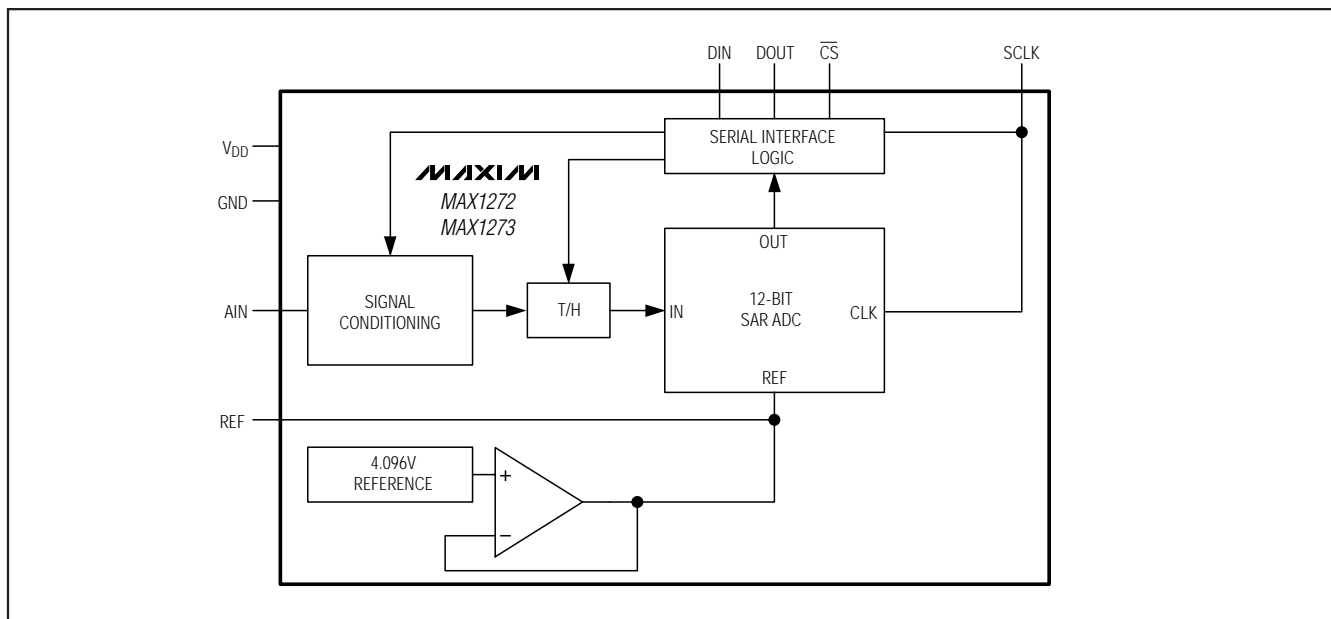 DIN DOUT CS SCLK
SERIAL INTERFACE
LOGIC
VDD
MAXIM
MAX1272
MAX1273
GND
OUT
AIN
SIGNAL
CONDITIONING
T/H
IN
12-BIT
SAR ADC
CLK
REF
REF
4.096V
REFERENCE
+
−